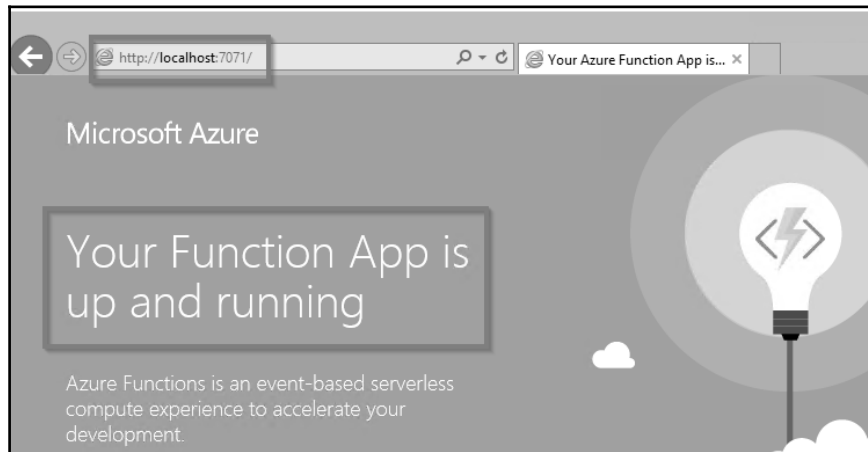 http://localhost:7071/
Your Azure Function App is...
Microsoft Azure
Your Function App is
up and running
Azure Functions is an event-based serverless
compute experience to accelerate your
development.